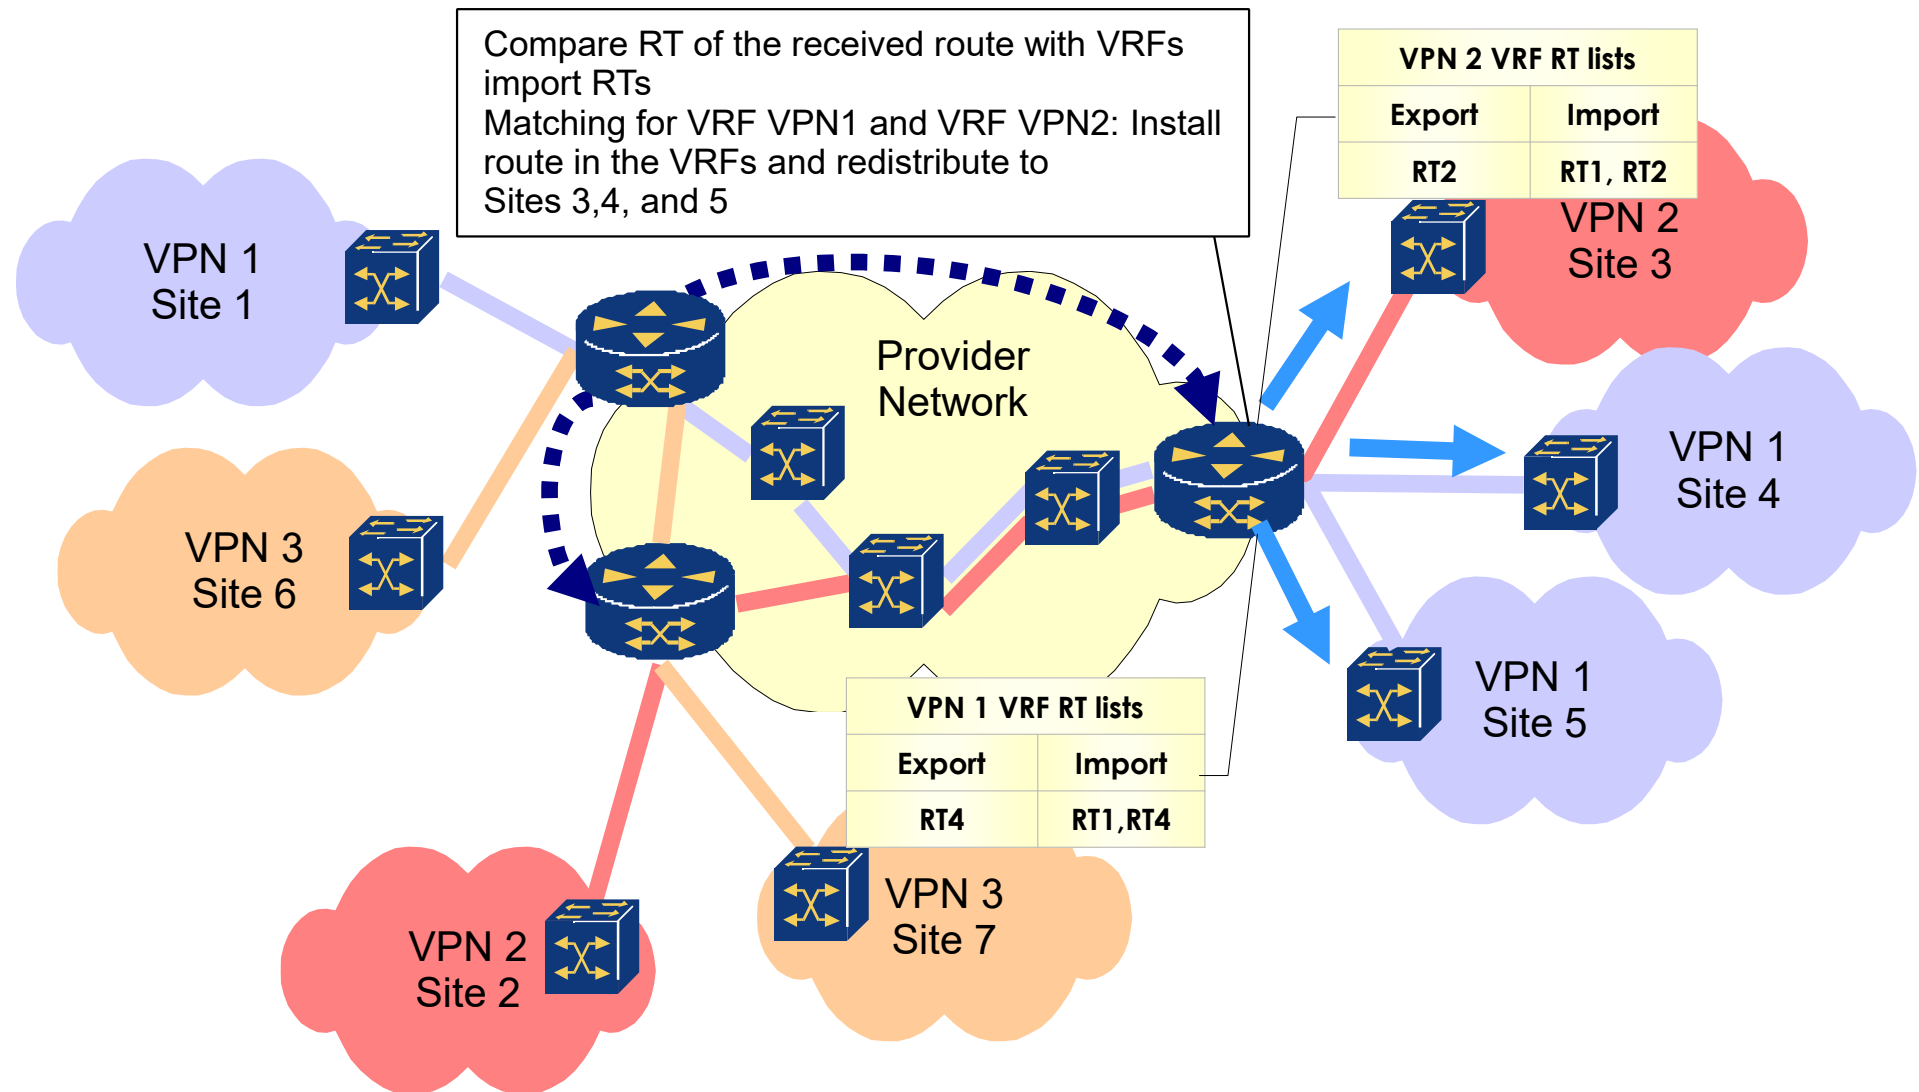 Compare RT of the received route with VRFs
import RTs
Matching for VRF VPN1 and VRF VPN2: Install
route in the VRFs and redistribute to
Sites 3,4, and 5
VPN 2 VRF RT lists
Export Import
RT2 RT1, RT2
VPN 1
Site 1
VPN 2
Site 3
Provider
Network
VPN 1
Site 4
VPN 3
Site 6
VPN 1
Site 5
VPN 1 VRF RT lists
Export Import
RT4 RT1,RT4
VPN 3
Site 7
VPN 2
Site 2